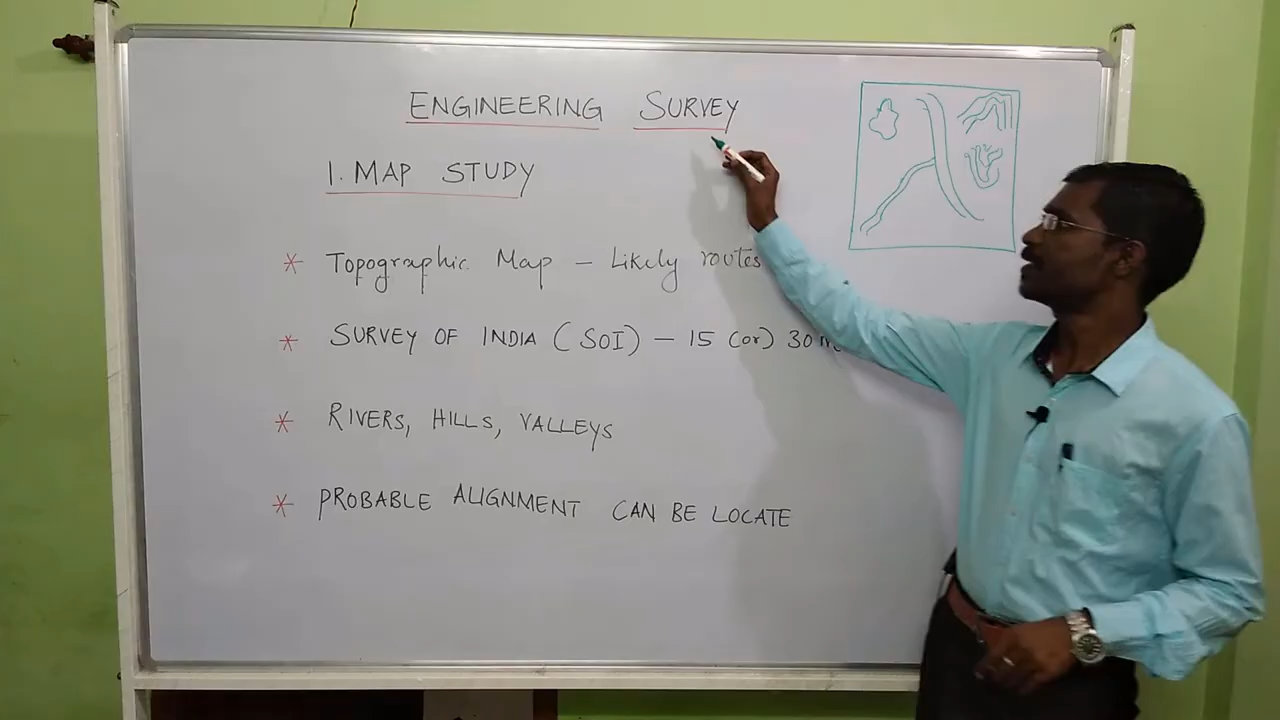 ENGINEERING SURVEY
1. MAP STUDY
* Topographic Map - Likely routes
* SURVEY OF INDIA (SOI) - 15 (or) 30
* RIVERS, HILLS, VALLEYS
* PROBABLE ALIGNMENT CAN BE LOCATE